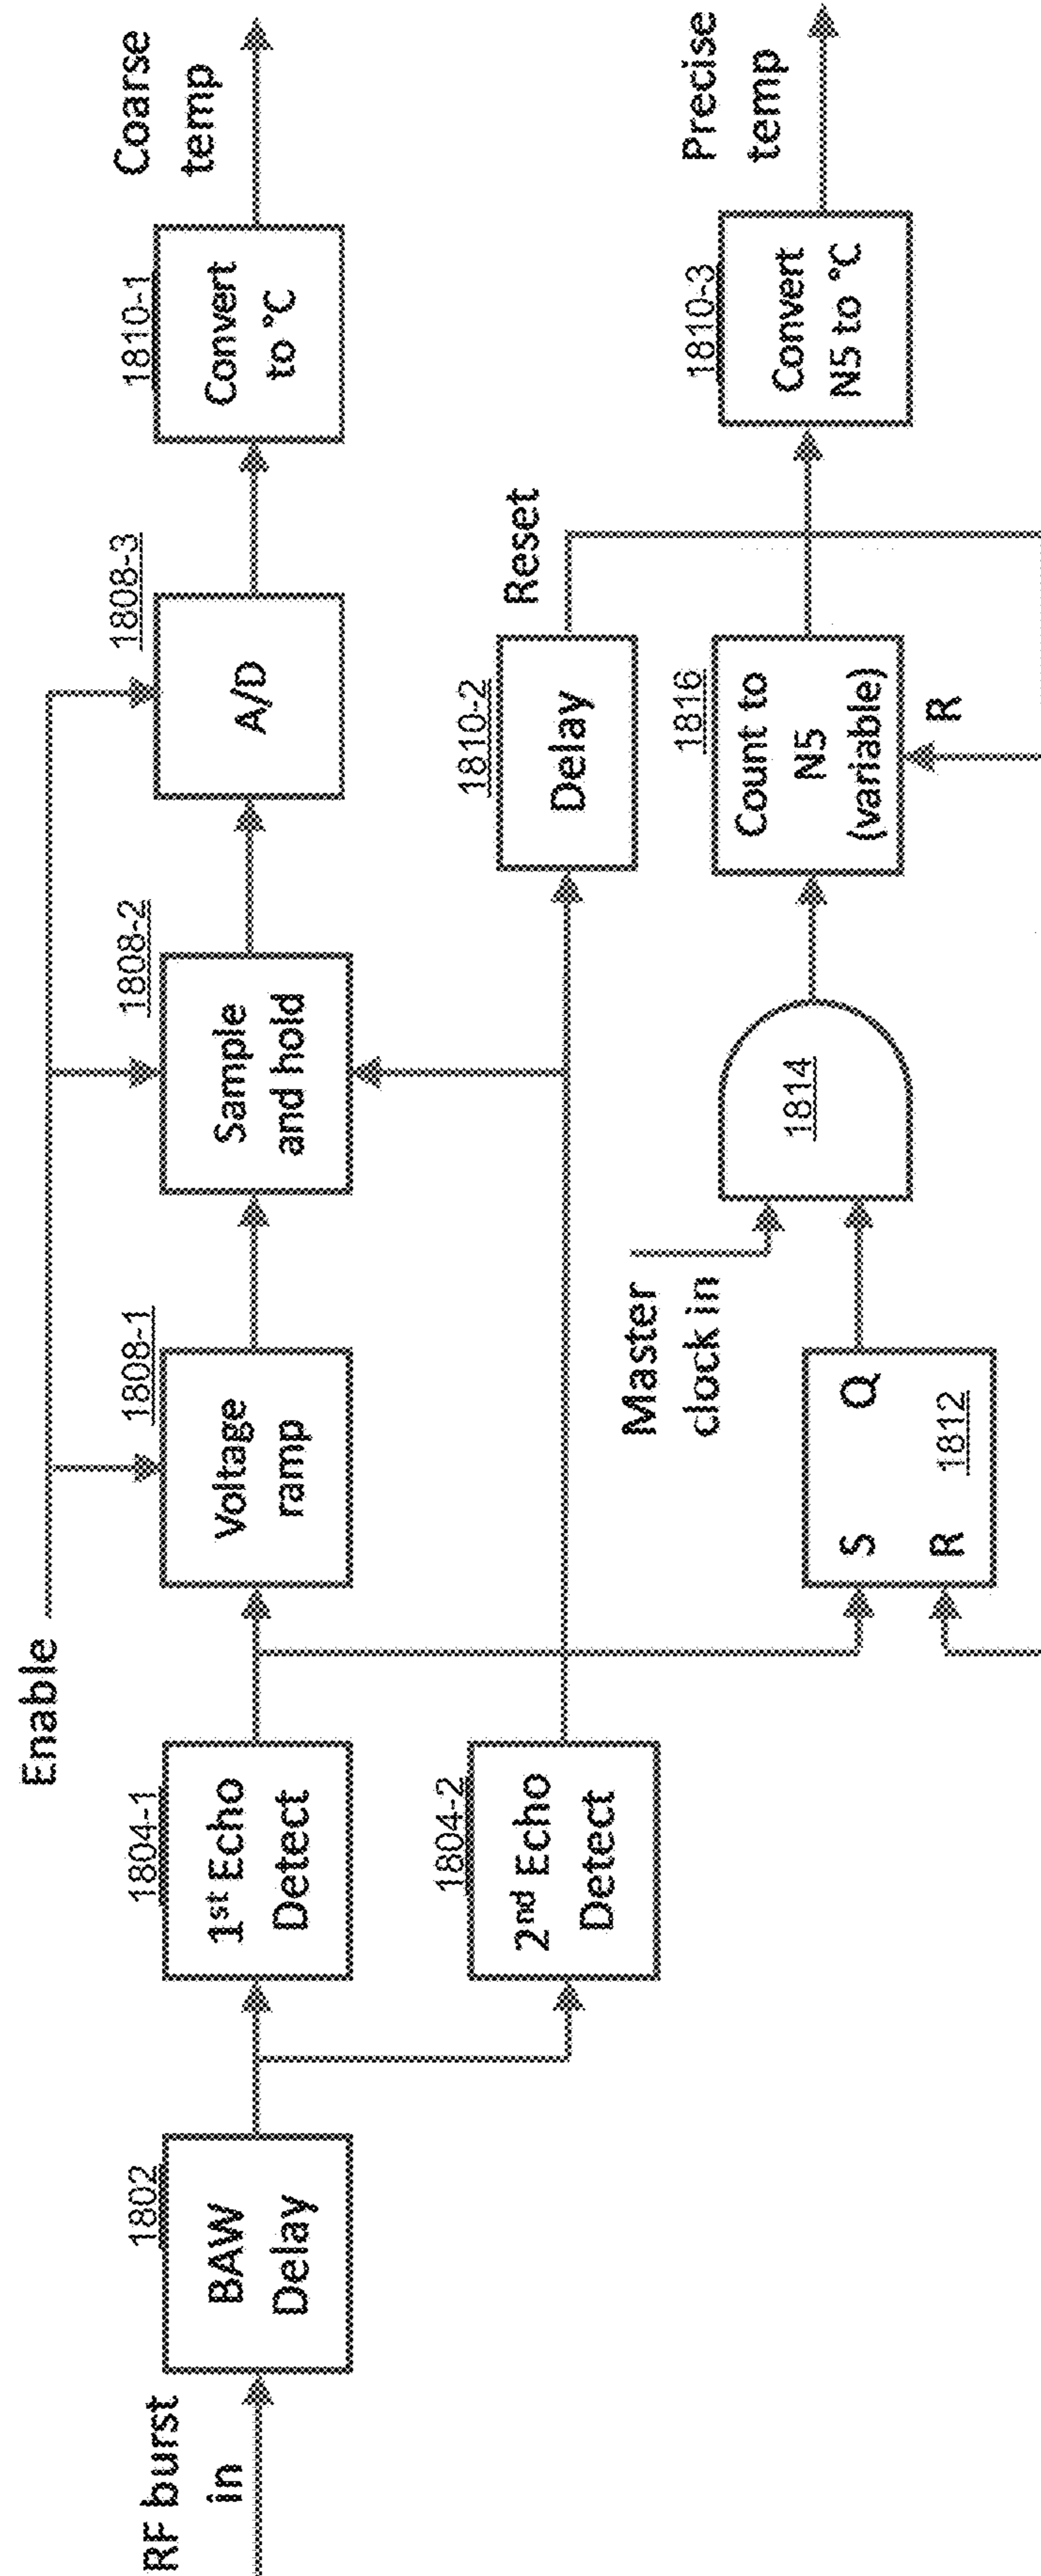 Enable
RF burst
in
1802
BAW
Delay
1804-1
1st Echo
Detect
1804-2
2nd Echo
Detect
1808-1
Voltage
ramp
1808-2
Sample
and hold
1808-3
A/D
1810-1
Convert
to °C
Coarse
temp
1810-2
Delay
Reset
Master
clock in
S
Q
R
1812
1814
1816
Count to
N5
(variable)
R
1810-3
Convert
N5 to °C
Precise
temp